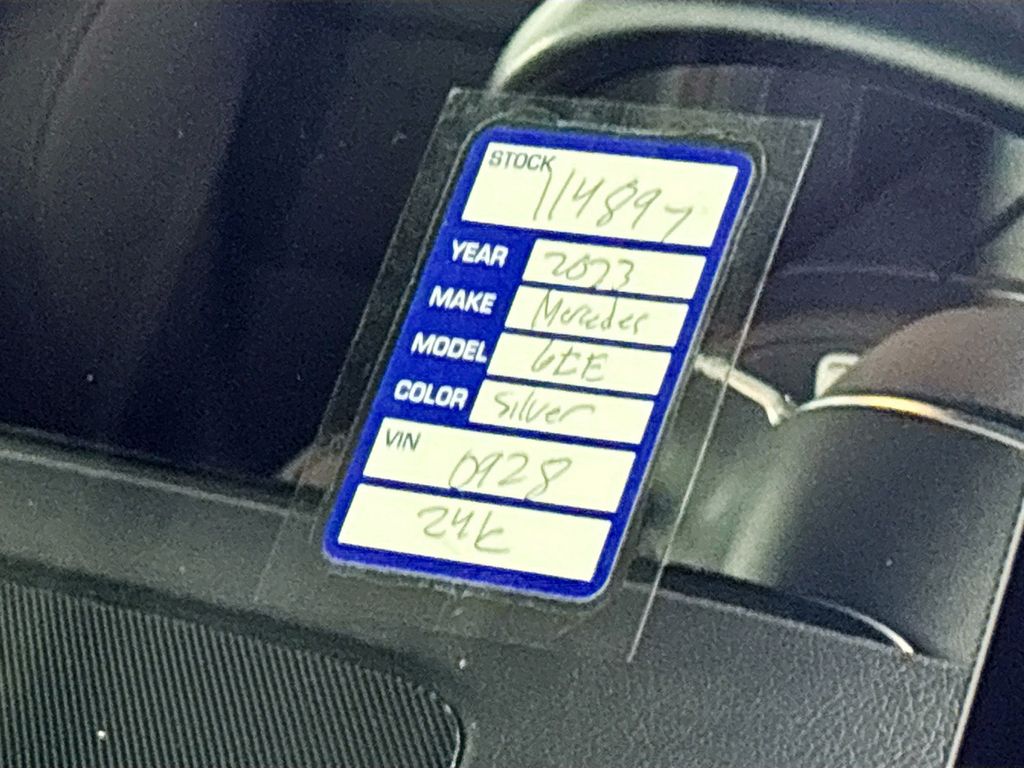 STOCK 114897
YEAR 2023
MAKE Mercedes
MODEL GLE
COLOR Silver
VIN 0928
24k